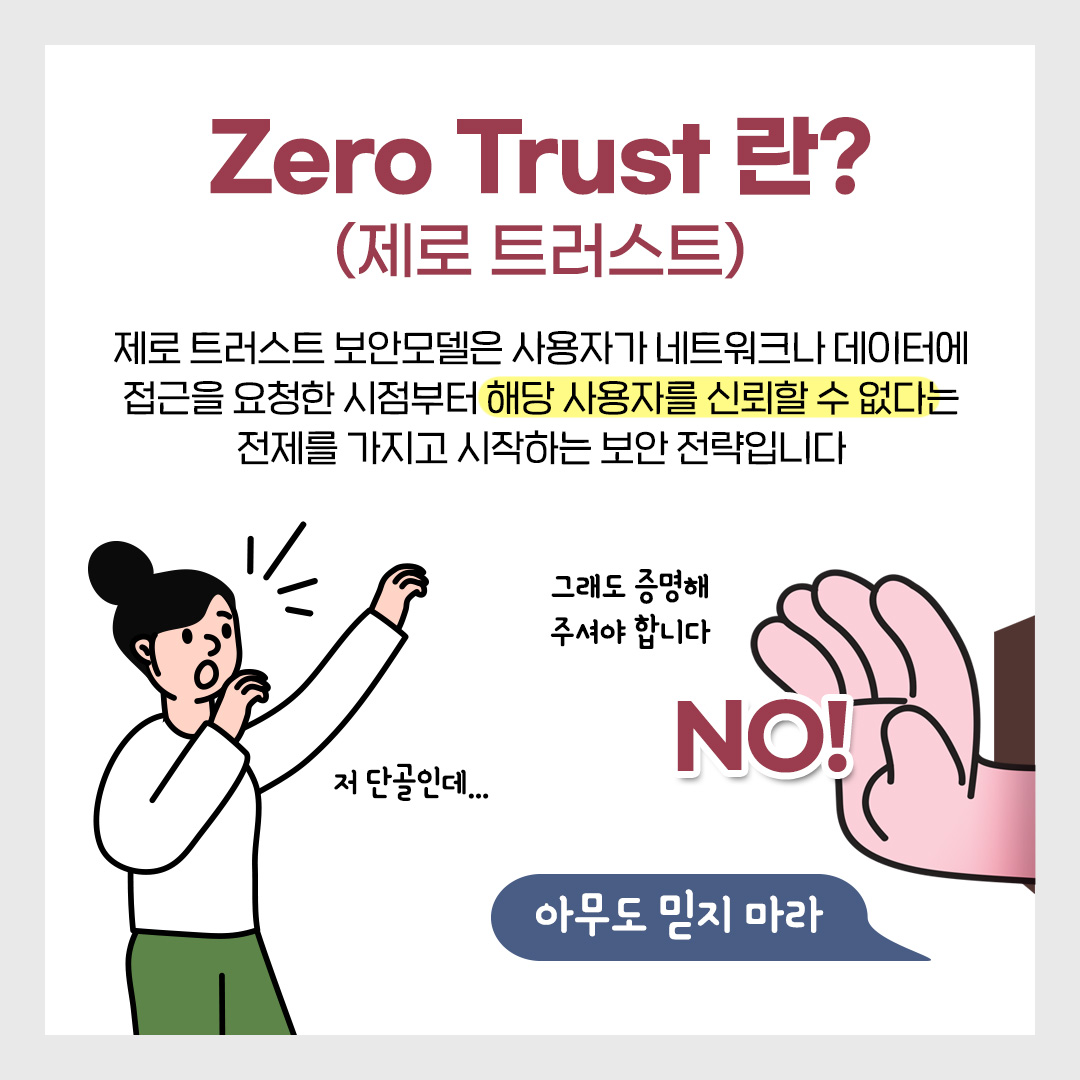 Zero Trust 란?
(제로 트러스트)
제로 트러스트 보안모델은 사용자가 네트워크나 데이터에
접근을 요청한 시점부터 해당 사용자를 신뢰할 수 없다는
전제를 가지고 시작하는 보안 전략입니다
그래도 증명해
주셔야 합니다
NO!
저 단골인데...
아무도 믿지 마라